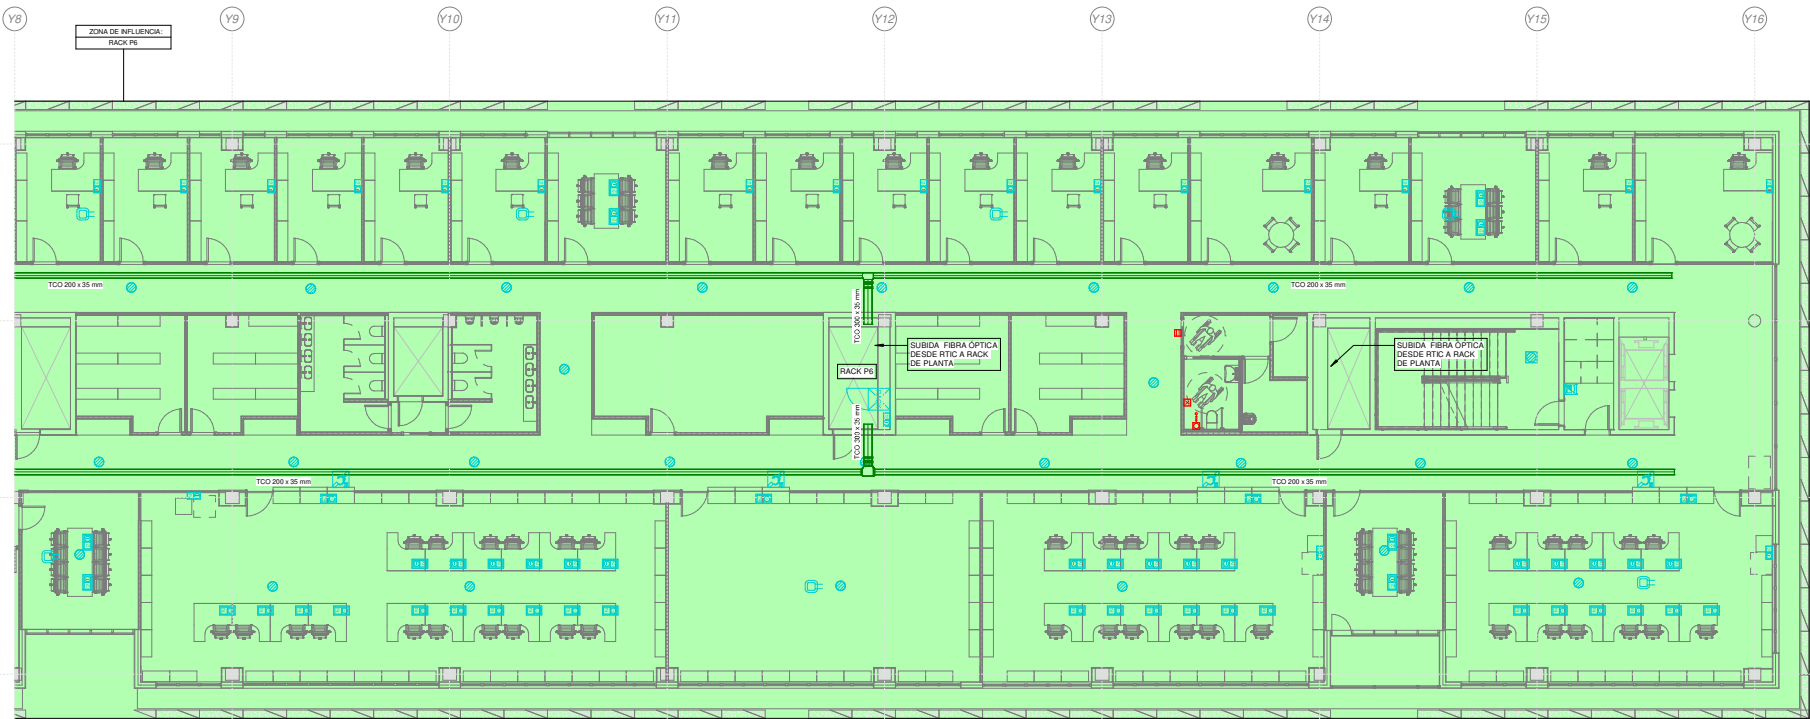 Y8
Y9
Y10
Y11
Y12
Y13
Y14
Y15
Y16
ZONA DE INFLUENCIA:
RACK P6
TCO 200 x 35 mm
TCO 300 x 35 mm
TCO 200 x 35 mm
SUBIDA FIBRA ÓPTICA
DESDE RTIC A RACK
DE PLANTA
RACK P6
SUBIDA FIBRA ÓPTICA
DESDE RTIC A RACK
DE PLANTA
TCO 300 x 35 mm
TCO 200 x 35 mm
TCO 200 x 35 mm